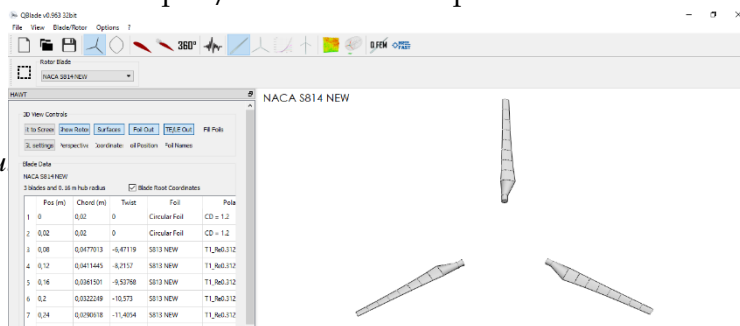 QBlade v0.963 32bit
File View Blade/Rotor Options ?
360° Q FEM
Rotor Blade
NACA S814 NEW
HAWT
NACA S814 NEW
3D View Controls
it to Screen Show Rotor Surfaces Foil Out TE/LE Out Fill Foils
GL settings Perspective Coordinates oil Position Foil Names
Blade Data
NACA S814 NEW
3 blades and 0.16 m hub radius Blade Root Coordinates
Pos (m) Chord (m) Twist Foil Pola
1 0 0,02 0 Circular Foil CD = 1.2
2 0,02 0,02 0 Circular Foil CD = 1.2
3 0,08 0,0477013 -6,47119 S813 NEW T1_Re0.312
4 0,12 0,0411445 -8,2157 S813 NEW T1_Re0.312
5 0,16 0,0361501 -9,53768 S813 NEW T1_Re0.312
6 0,2 0,0322249 -10,573 S813 NEW T1_Re0.312
7 0,24 0,0290618 -11,4054 S813 NEW T1_Re0.312